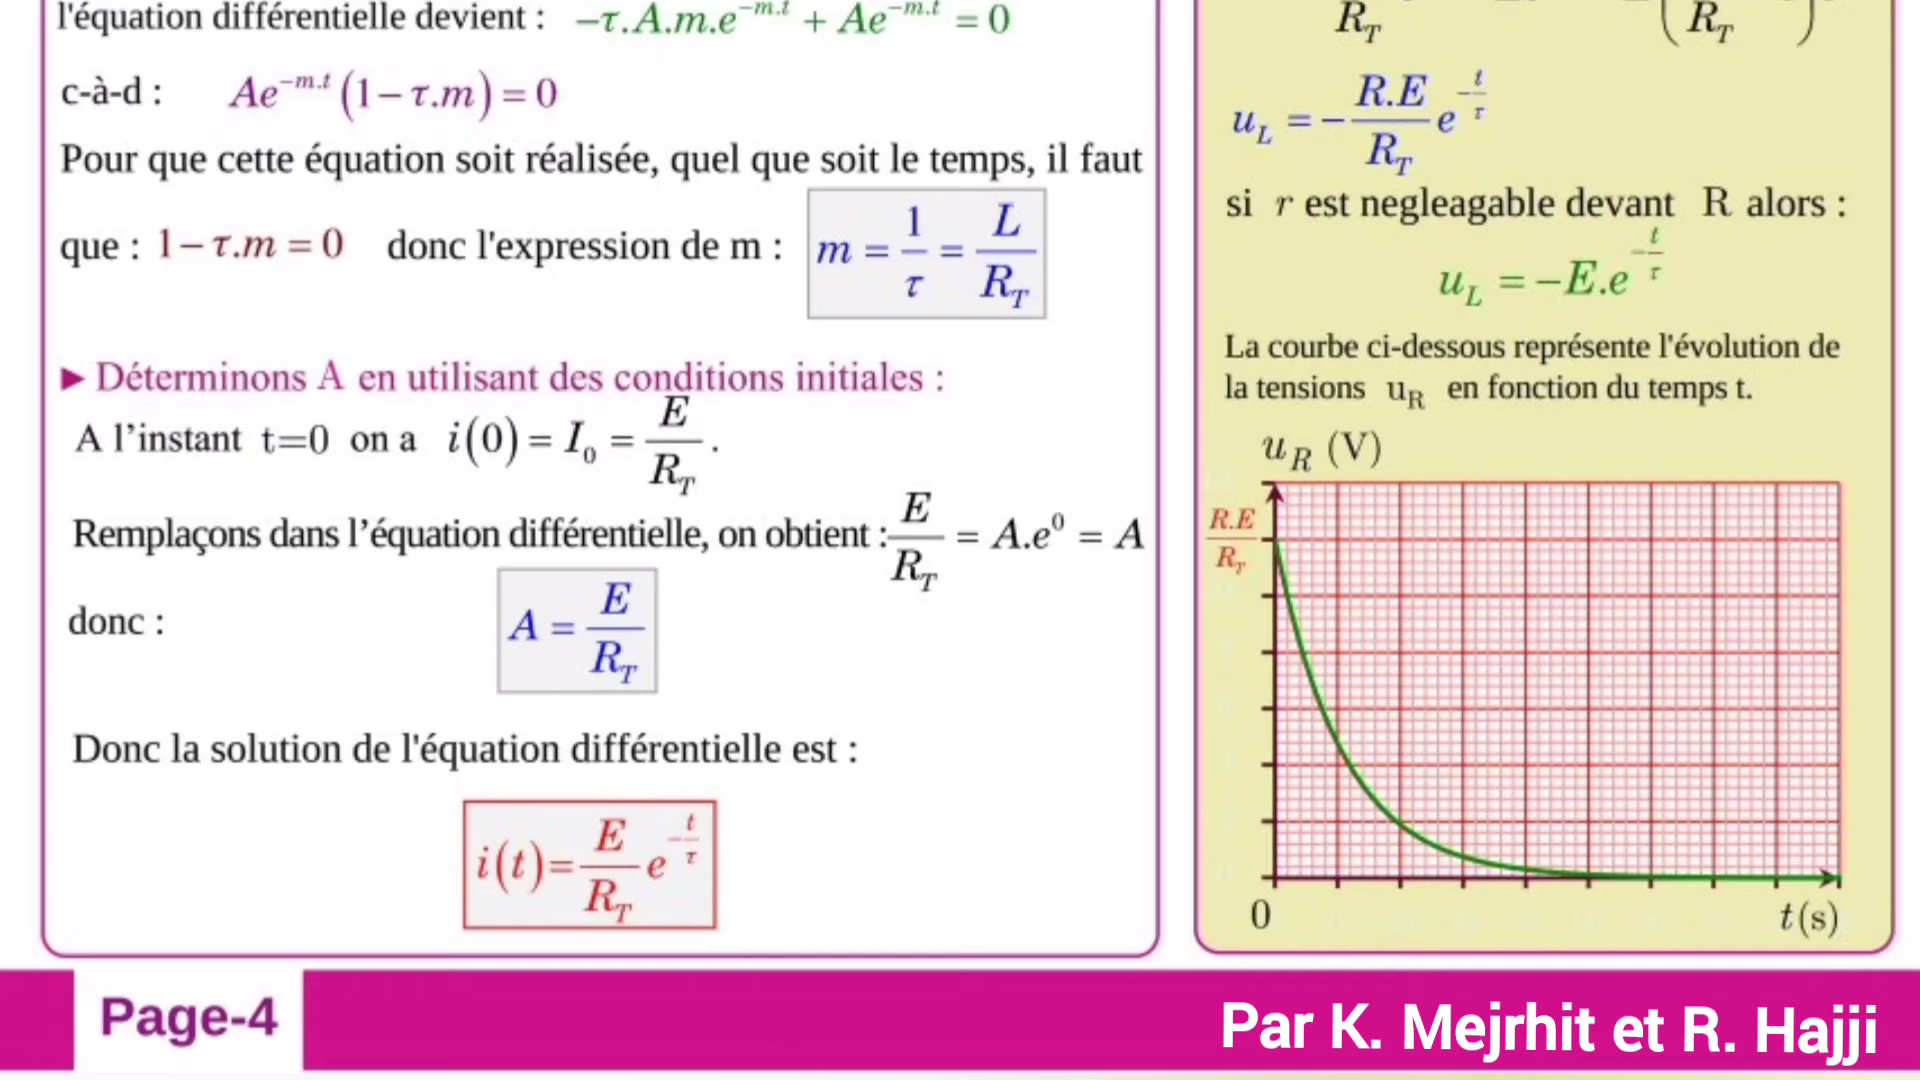 l'équation différentielle devient : −τ.A.m.e^{−m.t} + Ae^{−m.t} = 0
c-à-d : Ae^{−m.t}(1− τ.m) = 0
Pour que cette équation soit réalisée, quel que soit le temps, il faut
que : 1− τ.m = 0 donc l'expression de m : m = 1/τ = L/R_T
► Déterminons A en utilisant des conditions initiales :
A l’instant t=0 on a i(0) = I_0 = E/R_T .
Remplaçons dans l’équation différentielle, on obtient : E/R_T = A.e^0 = A
donc : A = E/R_T
Donc la solution de l'équation différentielle est :
i(t)= E/R_T e^{−t/τ}
R_T (R_T)
u_L = − R.E/R_T e^{−t/τ}
si r est negleagable devant R alors :
u_L = −E.e^{−t/τ}
La courbe ci-dessous représente l'évolution de
la tensions u_R en fonction du temps t.
u_R (V)
R.E/R_T
0 t(s)
Page-4
Par K. Mejrhit et R. Hajji